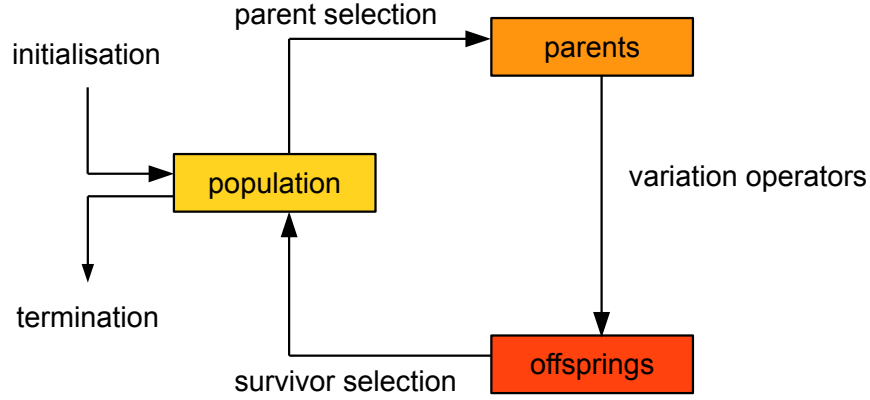 parent selection
initialisation
parents
population
variation operators
termination
offsprings
survivor selection